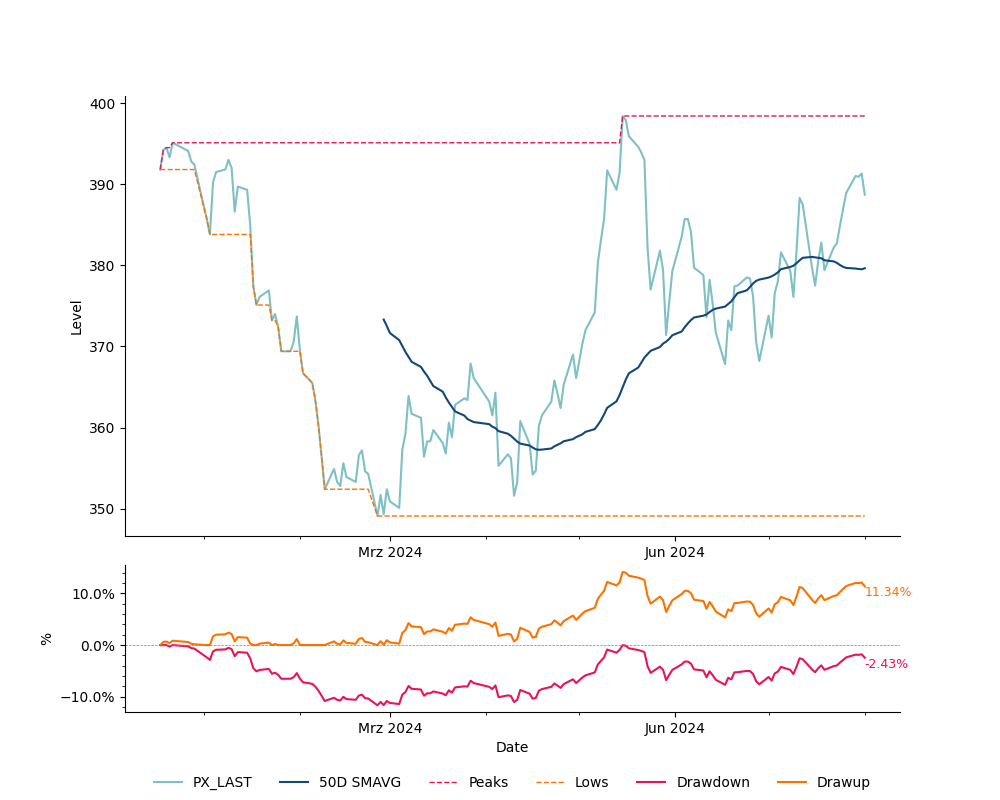 400
390
380
370
360
350
Level
Mrz 2024 Jun 2024
10.0%
0.0%
−10.0%
%
11.34%
-2.43%
Mrz 2024 Jun 2024
Date
PX_LAST 50D SMAVG Peaks Lows Drawdown Drawup